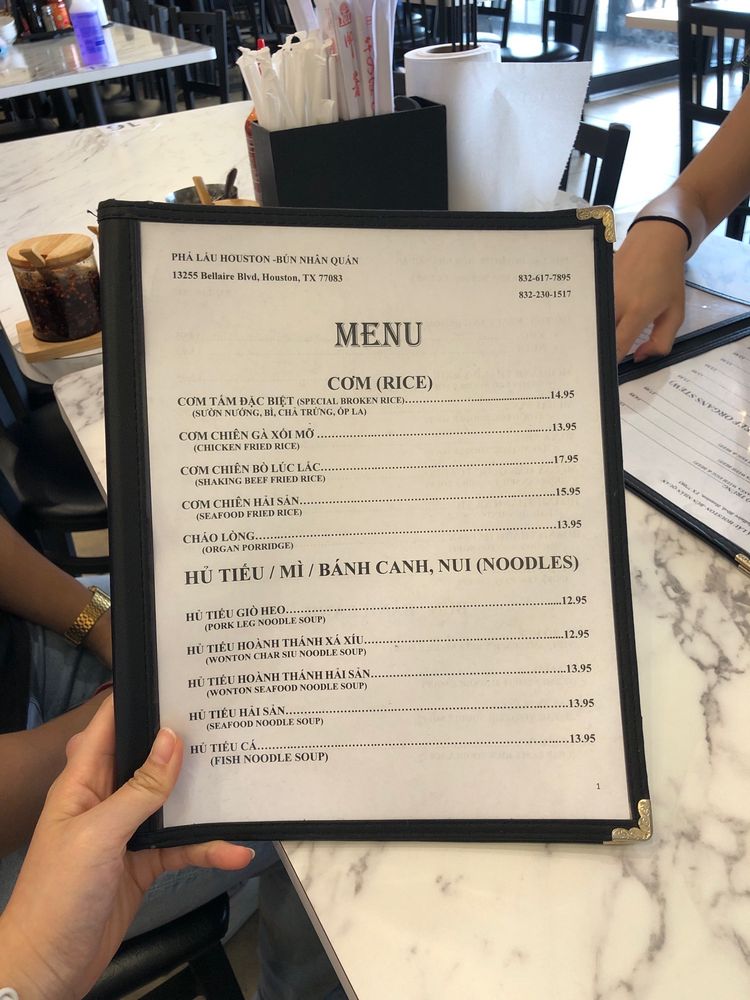 PHÁ LẤU HOUSTON -BÚN NHÂN QUÁN
13255 Bellaire Blvd, Houston, TX 77083
832-617-7895
832-230-1517
MENU
CƠM (RICE)
CƠM TẤM ĐẶC BIỆT (SPECIAL BROKEN RICE)..............................14.95
(SƯỜN NƯỚNG, BÌ, CHẢ TRỨNG, ỐP LA)
CƠM CHIÊN GÀ XỐI MỠ..................................................13.95
(CHICKEN FRIED RICE)
CƠM CHIÊN BÒ LÚC LẮC..................................................17.95
(SHAKING BEEF FRIED RICE)
CƠM CHIÊN HẢI SẢN..................................................15.95
(SEAFOOD FRIED RICE)
CHÁO LÒNG..................................................13.95
(ORGAN PORRIDGE)
HỦ TIẾU / MÌ / BÁNH CANH, NUI (NOODLES)
HỦ TIẾU GIÒ HEO..................................................12.95
(PORK LEG NOODLE SOUP)
HỦ TIẾU HOÀNH THÁNH XÁ XÍU........................................12.95
(WONTON CHAR SIU NOODLE SOUP)
HỦ TIẾU HOÀNH THÁNH HẢI SẢN........................................13.95
(WONTON SEAFOOD NOODLE SOUP)
HỦ TIẾU HẢI SẢN..................................................13.95
(SEAFOOD NOODLE SOUP)
HỦ TIẾU CÁ..................................................13.95
(FISH NOODLE SOUP)
1